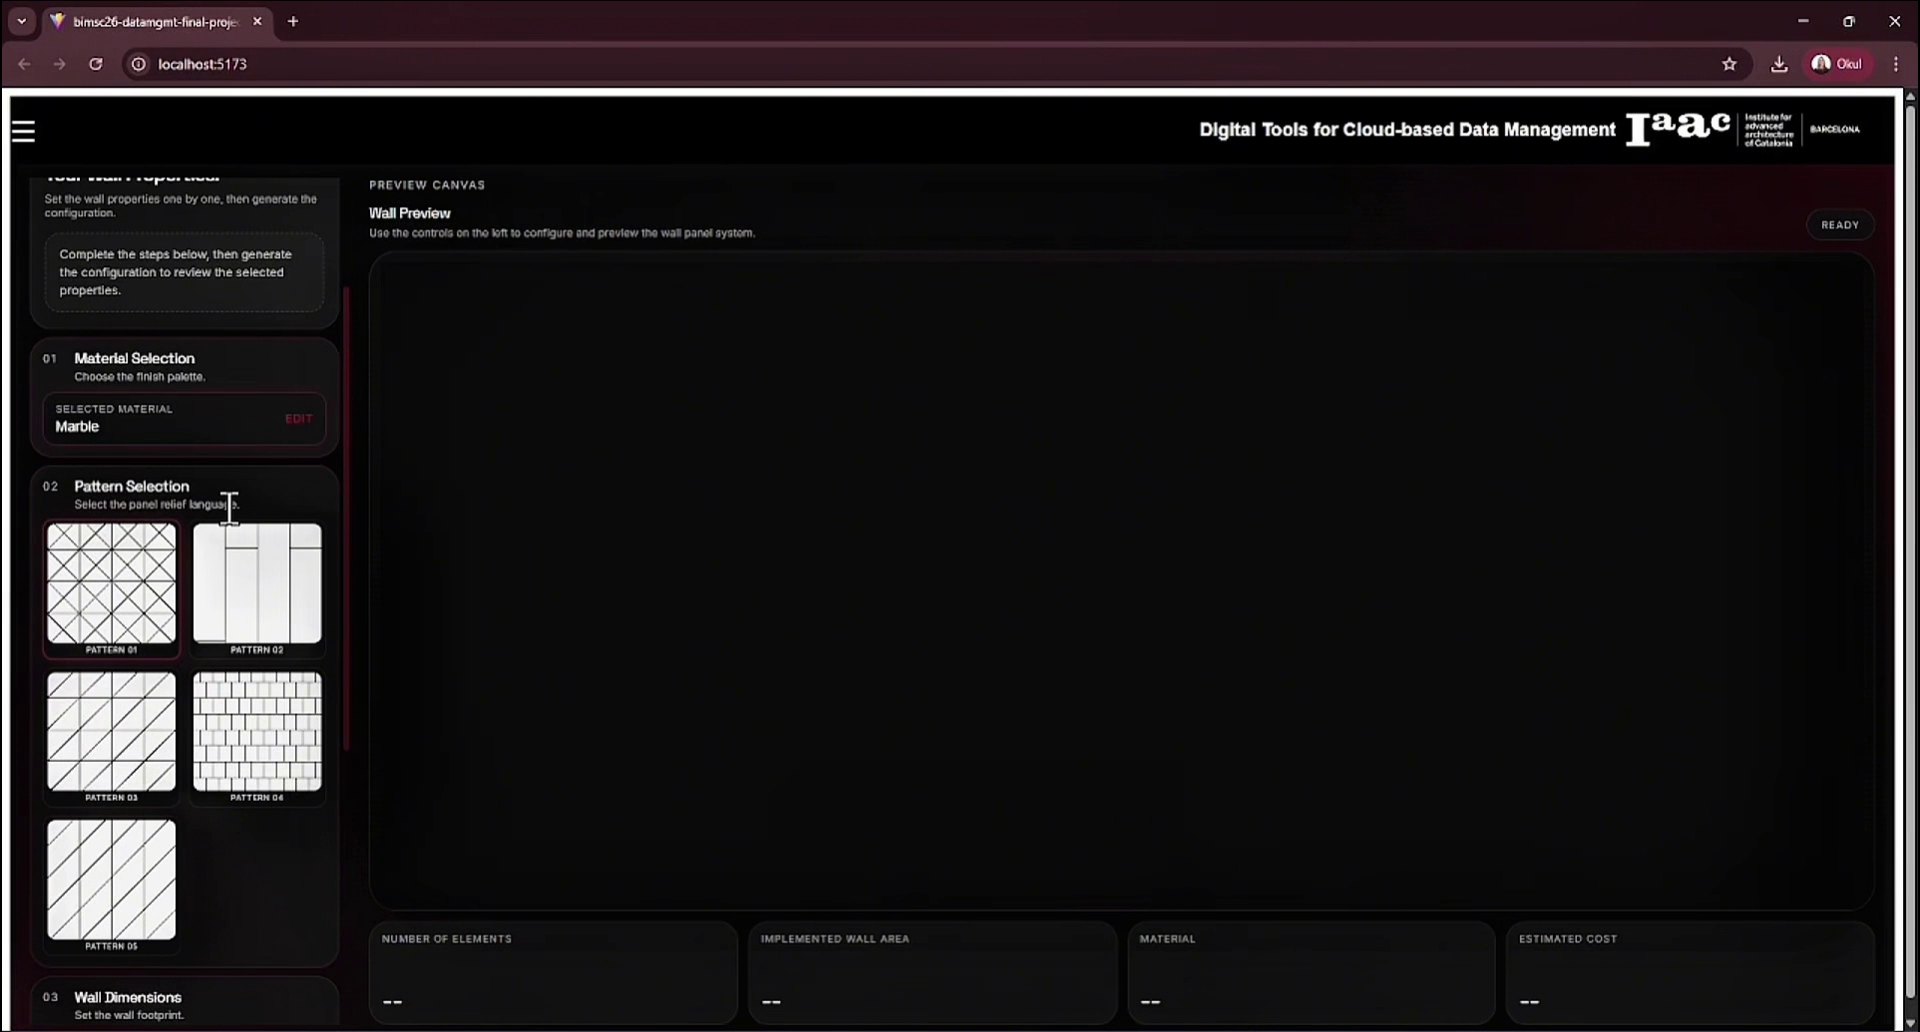 bimsc26-datamgmt-final-proje
localhost:5173
Okul
Digital Tools for Cloud-based Data Management
Iaac
Institute for
advanced
architecture
of Catalonia
BARCELONA
Your Wall Properties.
Set the wall properties one by one, then generate the
configuration.
Complete the steps below, then generate
the configuration to review the selected
properties.
01 Material Selection
Choose the finish palette.
SELECTED MATERIAL
Marble
EDIT
02 Pattern Selection
Select the panel relief language.
PATTERN 01
PATTERN 02
PATTERN 03
PATTERN 04
PATTERN 05
03 Wall Dimensions
Set the wall footprint.
PREVIEW CANVAS
Wall Preview
Use the controls on the left to configure and preview the wall panel system.
READY
NUMBER OF ELEMENTS
--
IMPLEMENTED WALL AREA
--
MATERIAL
--
ESTIMATED COST
--